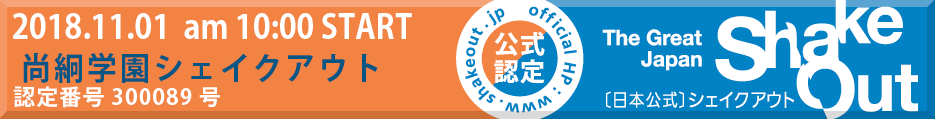 2018.11.01 am 10:00 START
尚絅学園シェイクアウト
認定番号 300089 号
公式
認定
official HP : www.shakeout.jp
The Great
Japan
Shake
Out
〔日本公式〕シェイクアウト